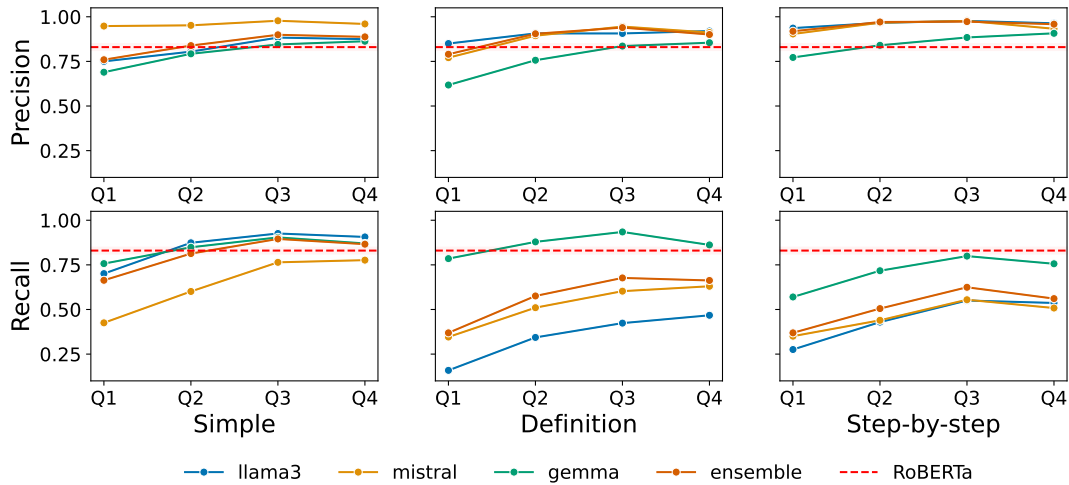 Precision
1.00
0.75
0.50
0.25
Q1 Q2 Q3 Q4
Q1 Q2 Q3 Q4
Q1 Q2 Q3 Q4
Recall
1.00
0.75
0.50
0.25
Q1 Q2 Q3 Q4
Q1 Q2 Q3 Q4
Q1 Q2 Q3 Q4
Simple
Definition
Step-by-step
llama3 mistral gemma ensemble RoBERTa